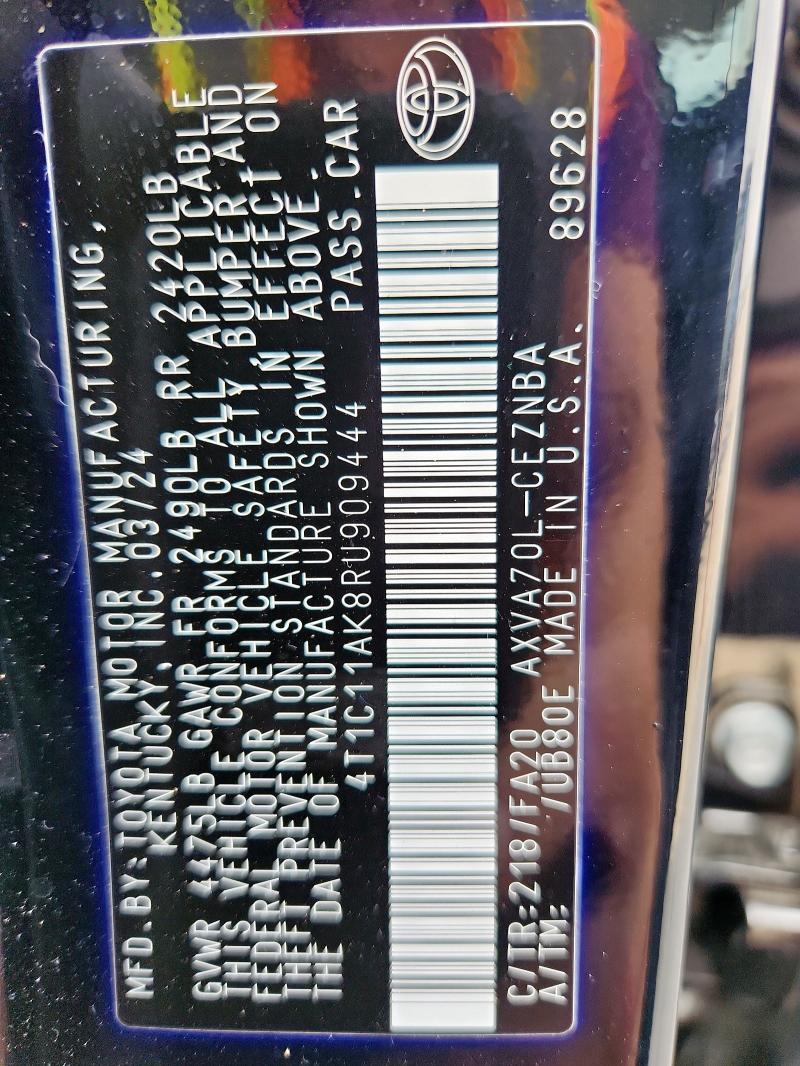 MFD.BY:TOYOTA MOTOR MANUFACTURING,
KENTUCKY, INC. 03/24
GVWR 4475LB GAWR FR 2490LB RR 2420LB
THIS VEHICLE CONFORMS TO ALL APPLICABLE
FEDERAL MOTOR VEHICLE SAFETY, BUMPER AND
THEFT PREVENTION STANDARDS IN EFFECT ON
THE DATE OF MANUFACTURE SHOWN ABOVE.
4T1C11AK8RU909444 PASS.CAR
C/TR:218/FA20 AXVA70L-CEZNBA 89628
A/TM: /UB80E MADE IN U.S.A.